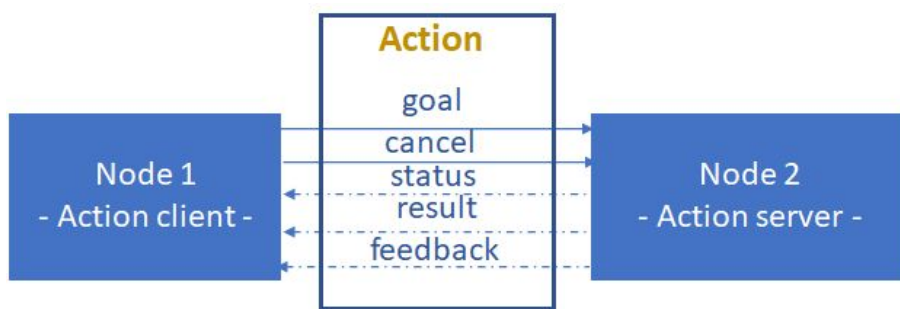 Action
goal
cancel
status
result
feedback
Node 1
- Action client -
Node 2
- Action server -